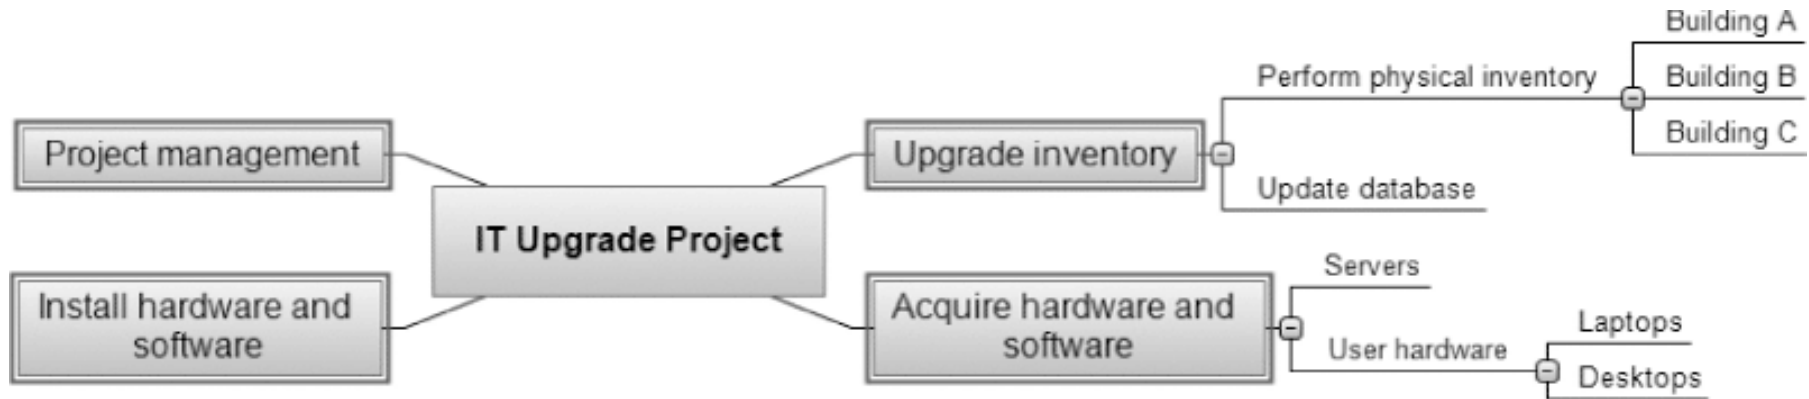 Building A
Perform physical inventory
Building B
Building C
Project management
Upgrade inventory
Update database
IT Upgrade Project
Install hardware and
software
Acquire hardware and
software
Servers
User hardware
Laptops
Desktops